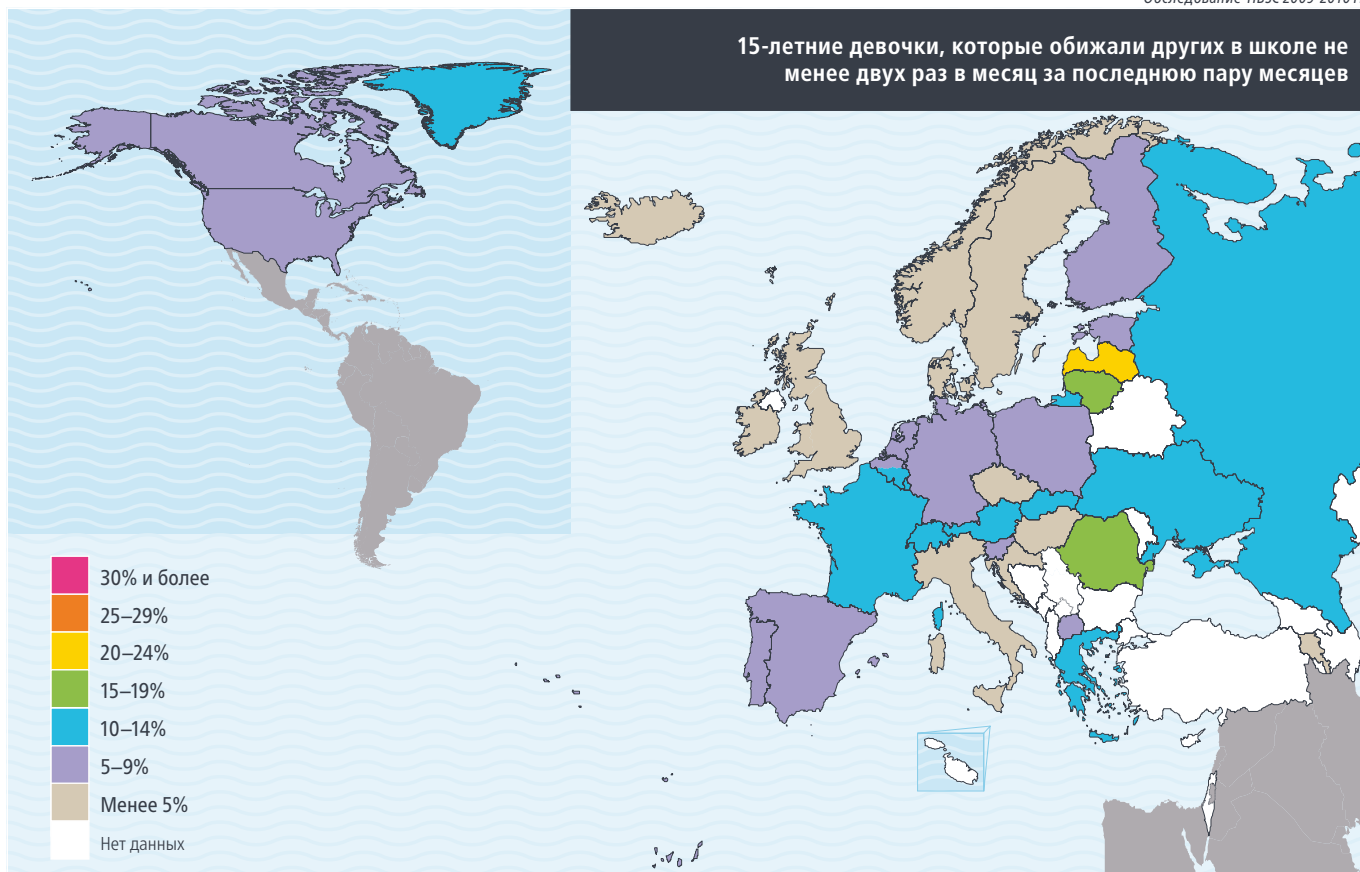 15-летние девочки, которые обижали других в школе не
менее двух раз в месяц за последнюю пару месяцев
30% и более
25–29%
20–24%
15–19%
10–14%
5–9%
Менее 5%
Нет данных